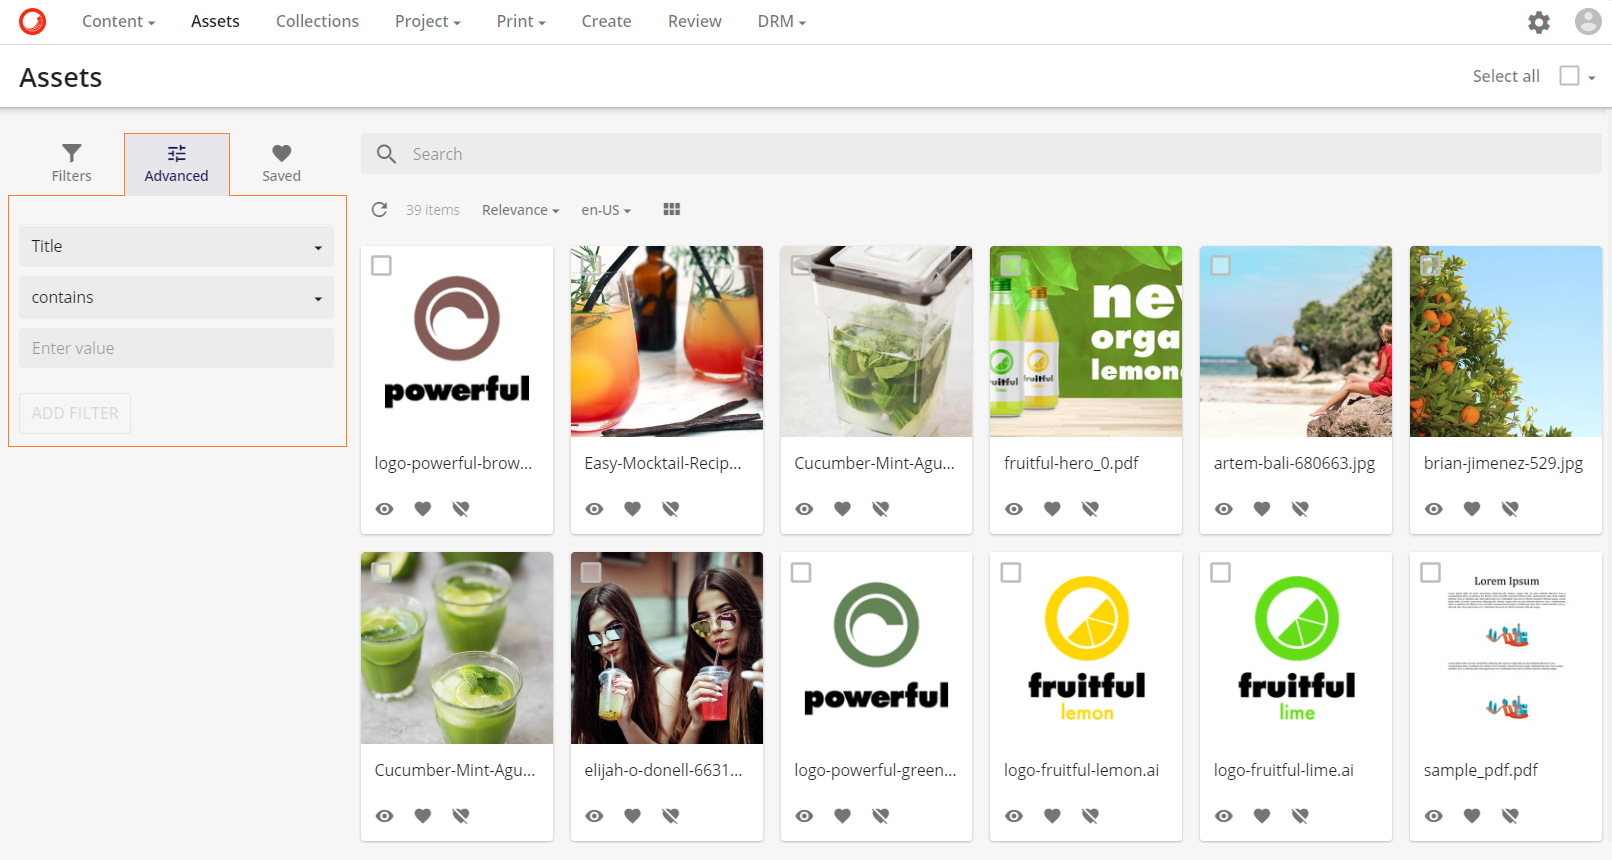 Content Assets Collections Project Print Create Review DRM
Assets
Select all
Filters Advanced Saved
Search
39 items Relevance en-US
Title
contains
Enter value
ADD FILTER
powerful
logo-powerful-brow...
Easy-Mocktail-Recip...
Cucumber-Mint-Agu...
new
orga
lemon
fruitful
fruitful-hero_0.pdf
artem-bali-680663.jpg
brian-jimenez-529.jpg
Cucumber-Mint-Agu...
elijah-o-donell-6631...
powerful
logo-powerful-green...
fruitful
lemon
logo-fruitful-lemon.ai
fruitful
lime
logo-fruitful-lime.ai
Lorem Ipsum
sample_pdf.pdf